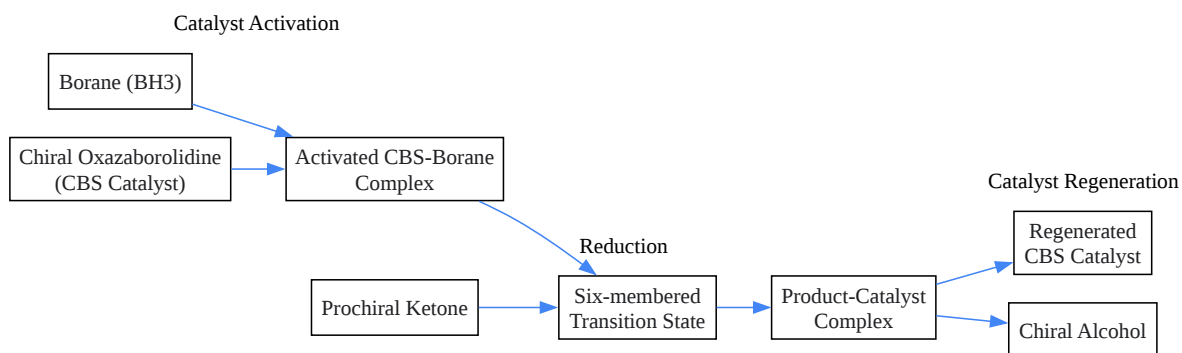 Catalyst Activation
Borane (BH3)
Chiral Oxazaborolidine
(CBS Catalyst)
Activated CBS-Borane
Complex
Catalyst Regeneration
Regenerated
CBS Catalyst
Reduction
Prochiral Ketone
Six-membered
Transition State
Product-Catalyst
Complex
Chiral Alcohol